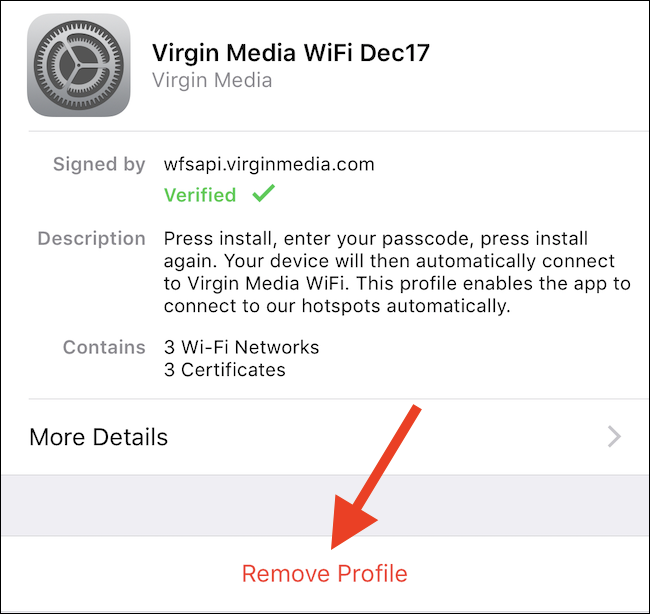 Virgin Media WiFi Dec17
Virgin Media
Signed by wfsapi.virginmedia.com
Verified
Description Press install, enter your passcode, press install
again. Your device will then automatically connect
to Virgin Media WiFi. This profile enables the app to
connect to our hotspots automatically.
Contains 3 Wi-Fi Networks
3 Certificates
More Details
Remove Profile